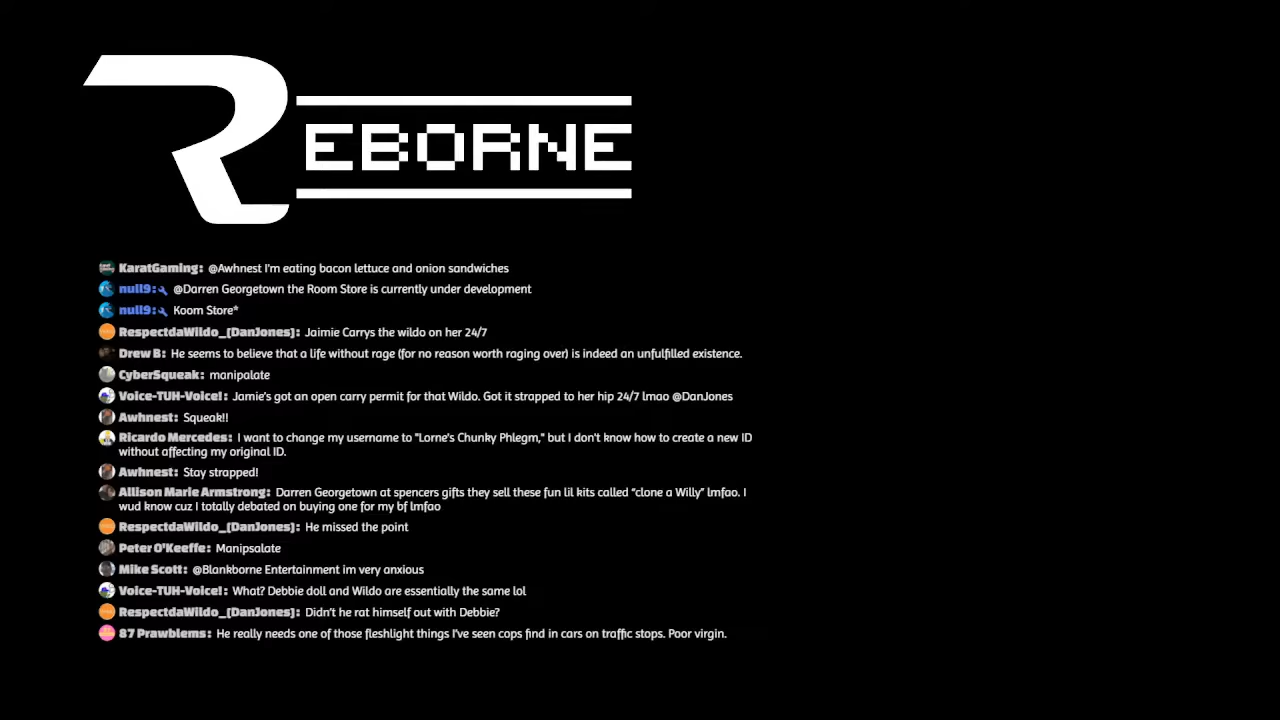 REBORNE
KaratGaming: @Awhnest I'm eating bacon lettuce and onion sandwiches
null9: @Darren Georgetown the Room Store is currently under development
null9: Koom Store*
RespectdaWildo_(DanJones): Jaimie Carrys the wildo on her 24/7
Drew B: He seems to believe that a life without rage (for no reason worth raging over) is indeed an unfulfilled existence.
CyberSqueak: manipalate
Voice-TUH-Voice!: Jamie's got an open carry permit for that Wildo. Got it strapped to her hip 24/7 lmao @DanJones
Awhnest: Squeak!!
Ricardo Mercedes: I want to change my username to "Lorne's Chunky Phlegm," but I don't know how to create a new ID
without affecting my original ID.
Awhnest: Stay strapped!
Allison Marie Armstrong: Darren Georgetown at spencers gifts they sell these fun lil kits called “clone a Willy” lmfao. I
wud know cuz I totally debated on buying one for my bf lmfao
RespectdaWildo_(DanJones): He missed the point
Peter O'Keeffe: Manipsalate
Mike Scott: @Blankborne Entertainment im very anxious
Voice-TUH-Voice!: What? Debbie doll and Wildo are essentially the same lol
RespectdaWildo_(DanJones): Didn't he rat himself out with Debbie?
87 Prawblems: He really needs one of those fleshlight things I've seen cops find in cars on traffic stops. Poor virgin.